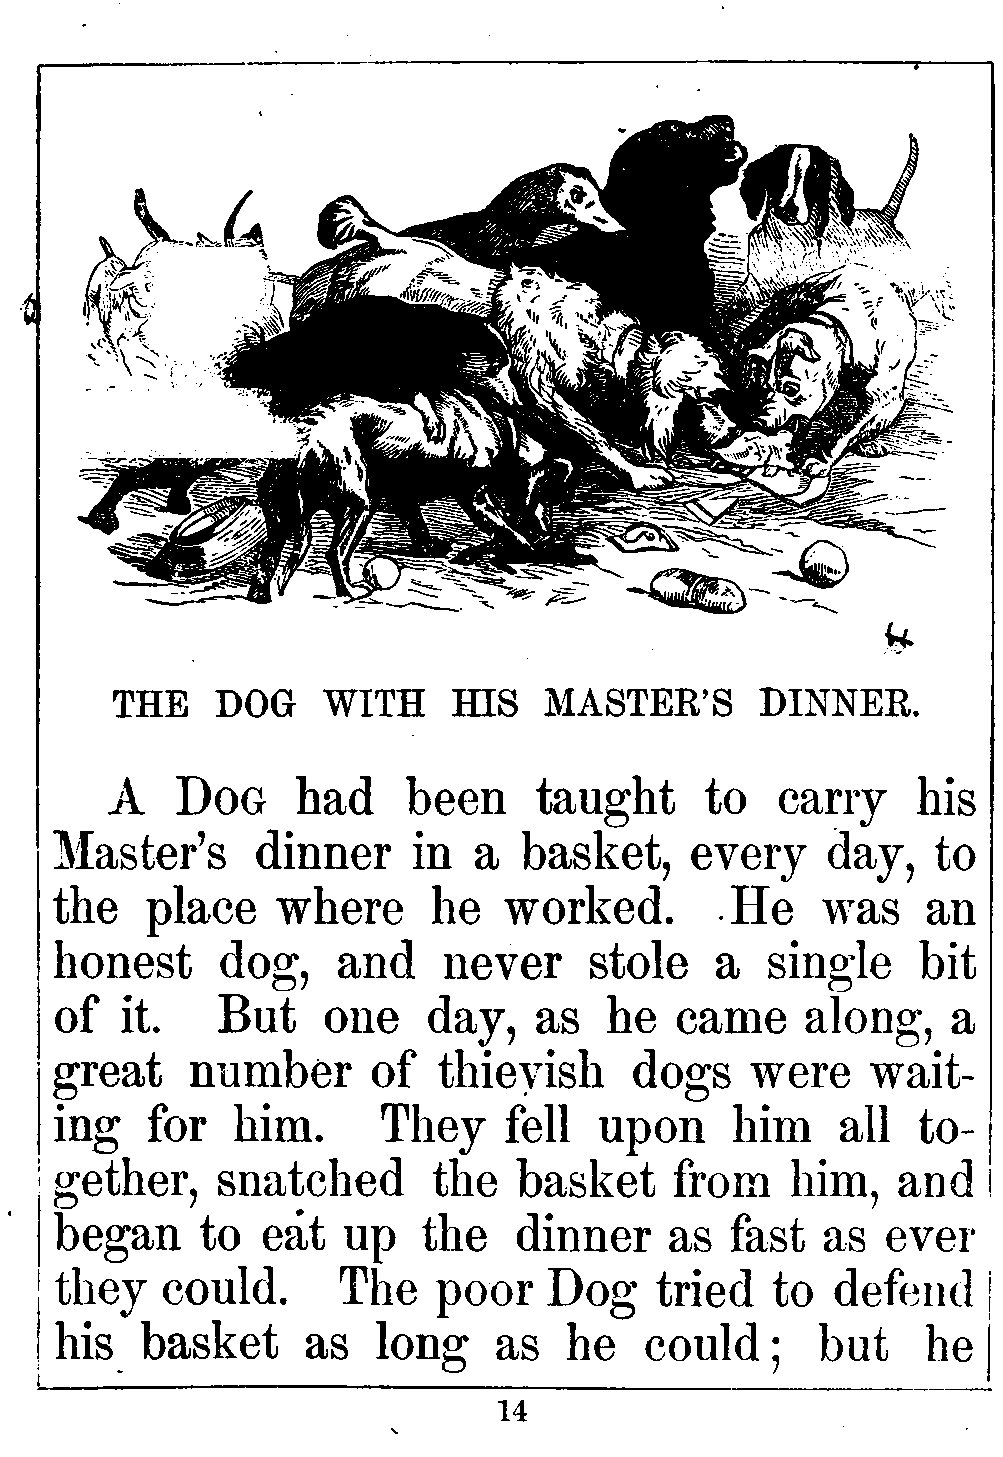 THE DOG WITH HIS MASTER'S DINNER.
A DOG had been taught to carry his
Master's dinner in a basket, every day, to
the place where he worked. He was an
honest dog, and never stole a single bit
of it. But one day, as he came along, a
great number of thievish dogs were wait-
ing for him. They fell upon him all to-
gether, snatched the basket from him, and
began to eat up the dinner as fast as ever
they could. The poor Dog tried to defend
his basket as long as he could; but he
14